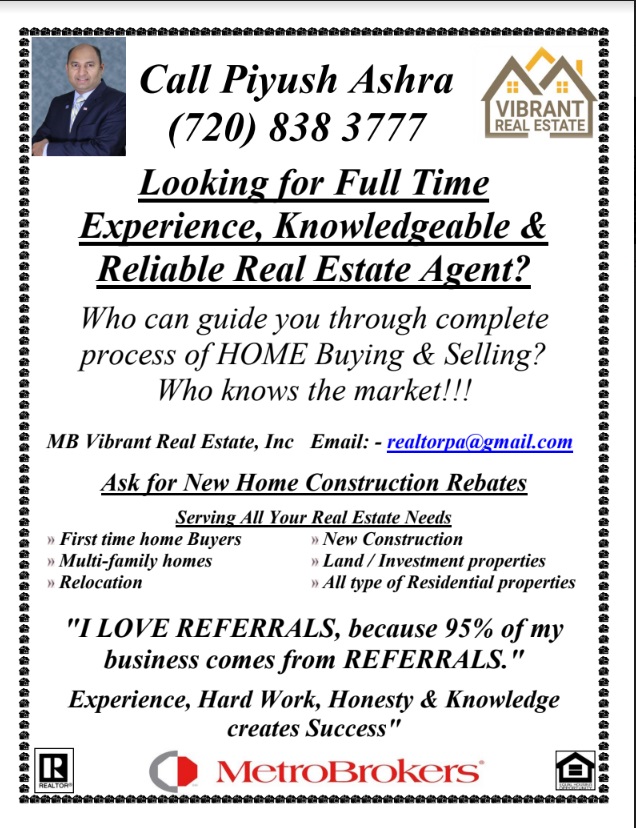 Call Piyush Ashra
(720) 838 3777
VIBRANT
REAL ESTATE
Looking for Full Time
Experience, Knowledgeable &
Reliable Real Estate Agent?
Who can guide you through complete
process of HOME Buying & Selling?
Who knows the market!!!
MB Vibrant Real Estate, Inc Email: - realtorpa@gmail.com
Ask for New Home Construction Rebates
Serving All Your Real Estate Needs
» First time home Buyers
» New Construction
» Multi-family homes
» Land / Investment properties
» Relocation
» All type of Residential properties
"I LOVE REFERRALS, because 95% of my
business comes from REFERRALS."
Experience, Hard Work, Honesty & Knowledge
creates Success"
R
REALTOR®
MetroBrokers®
EQUAL HOUSING
OPPORTUNITY